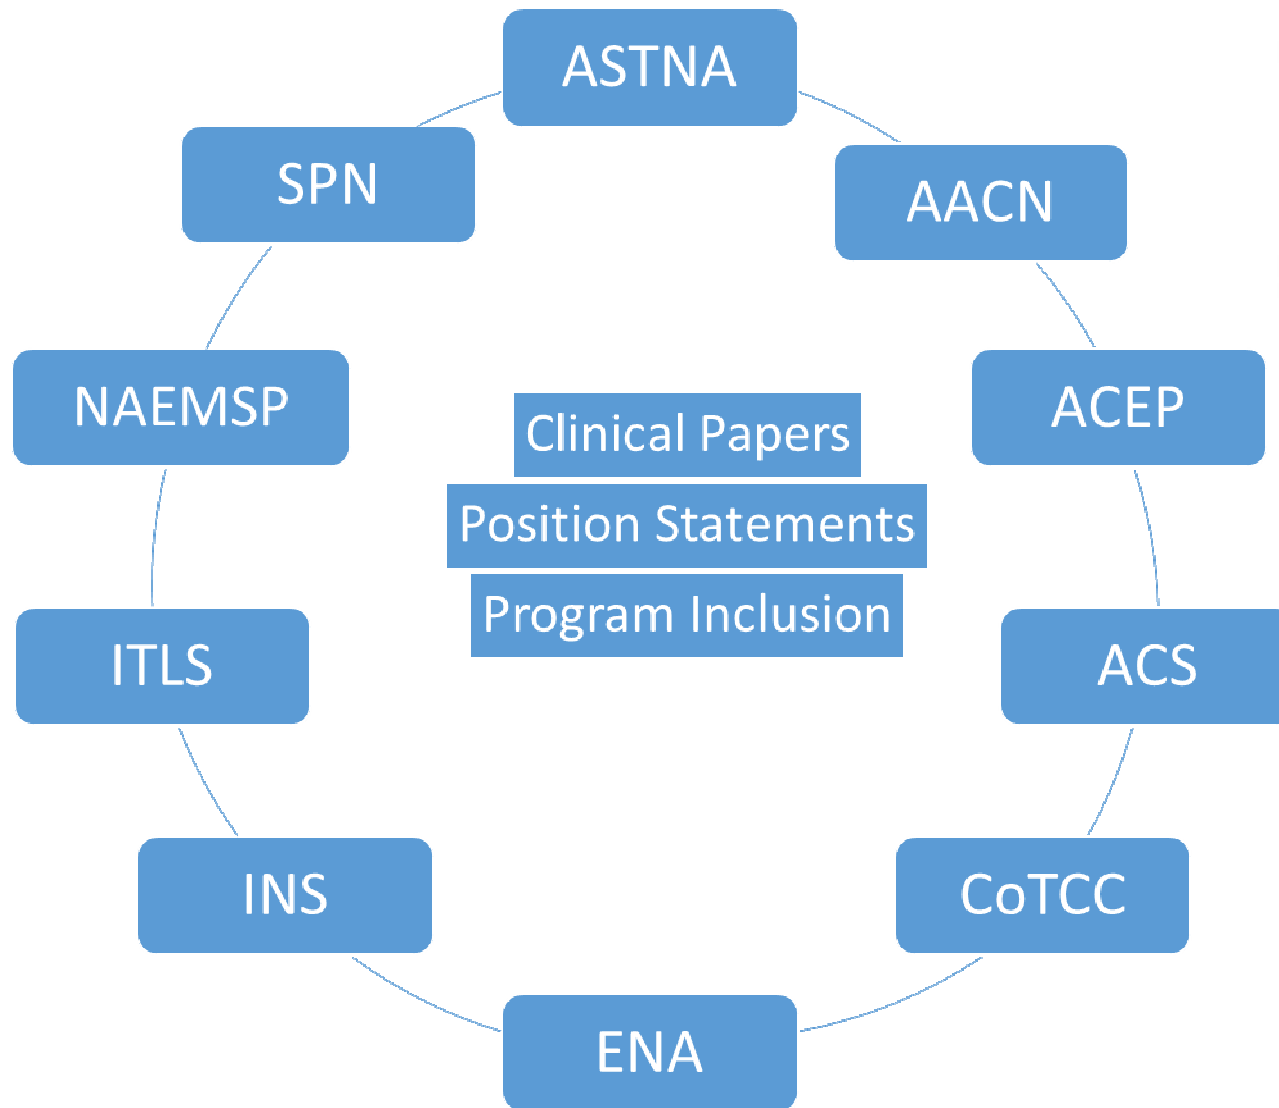 ASTNA
SPN
AACN
NAEMSP
ACEP
Clinical Papers
Position Statements
Program Inclusion
ITLS
ACS
INS
CoTCC
ENA